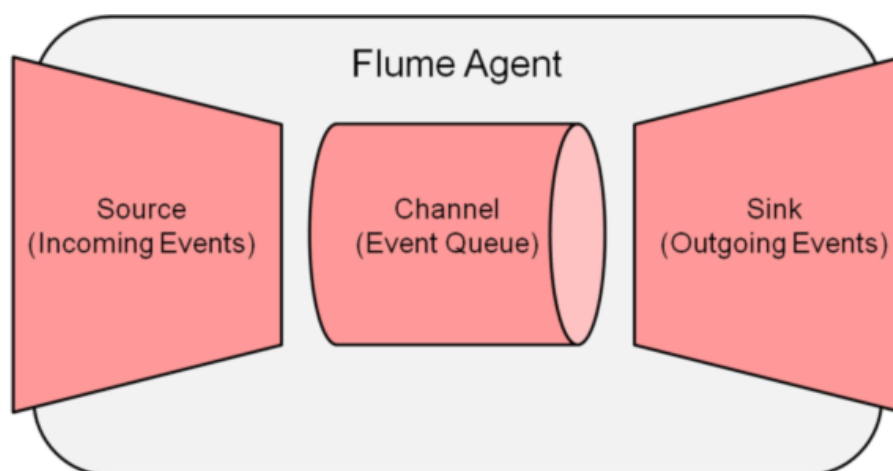 Flume Agent
Source
(Incoming Events)
Channel
(Event Queue)
Sink
(Outgoing Events)